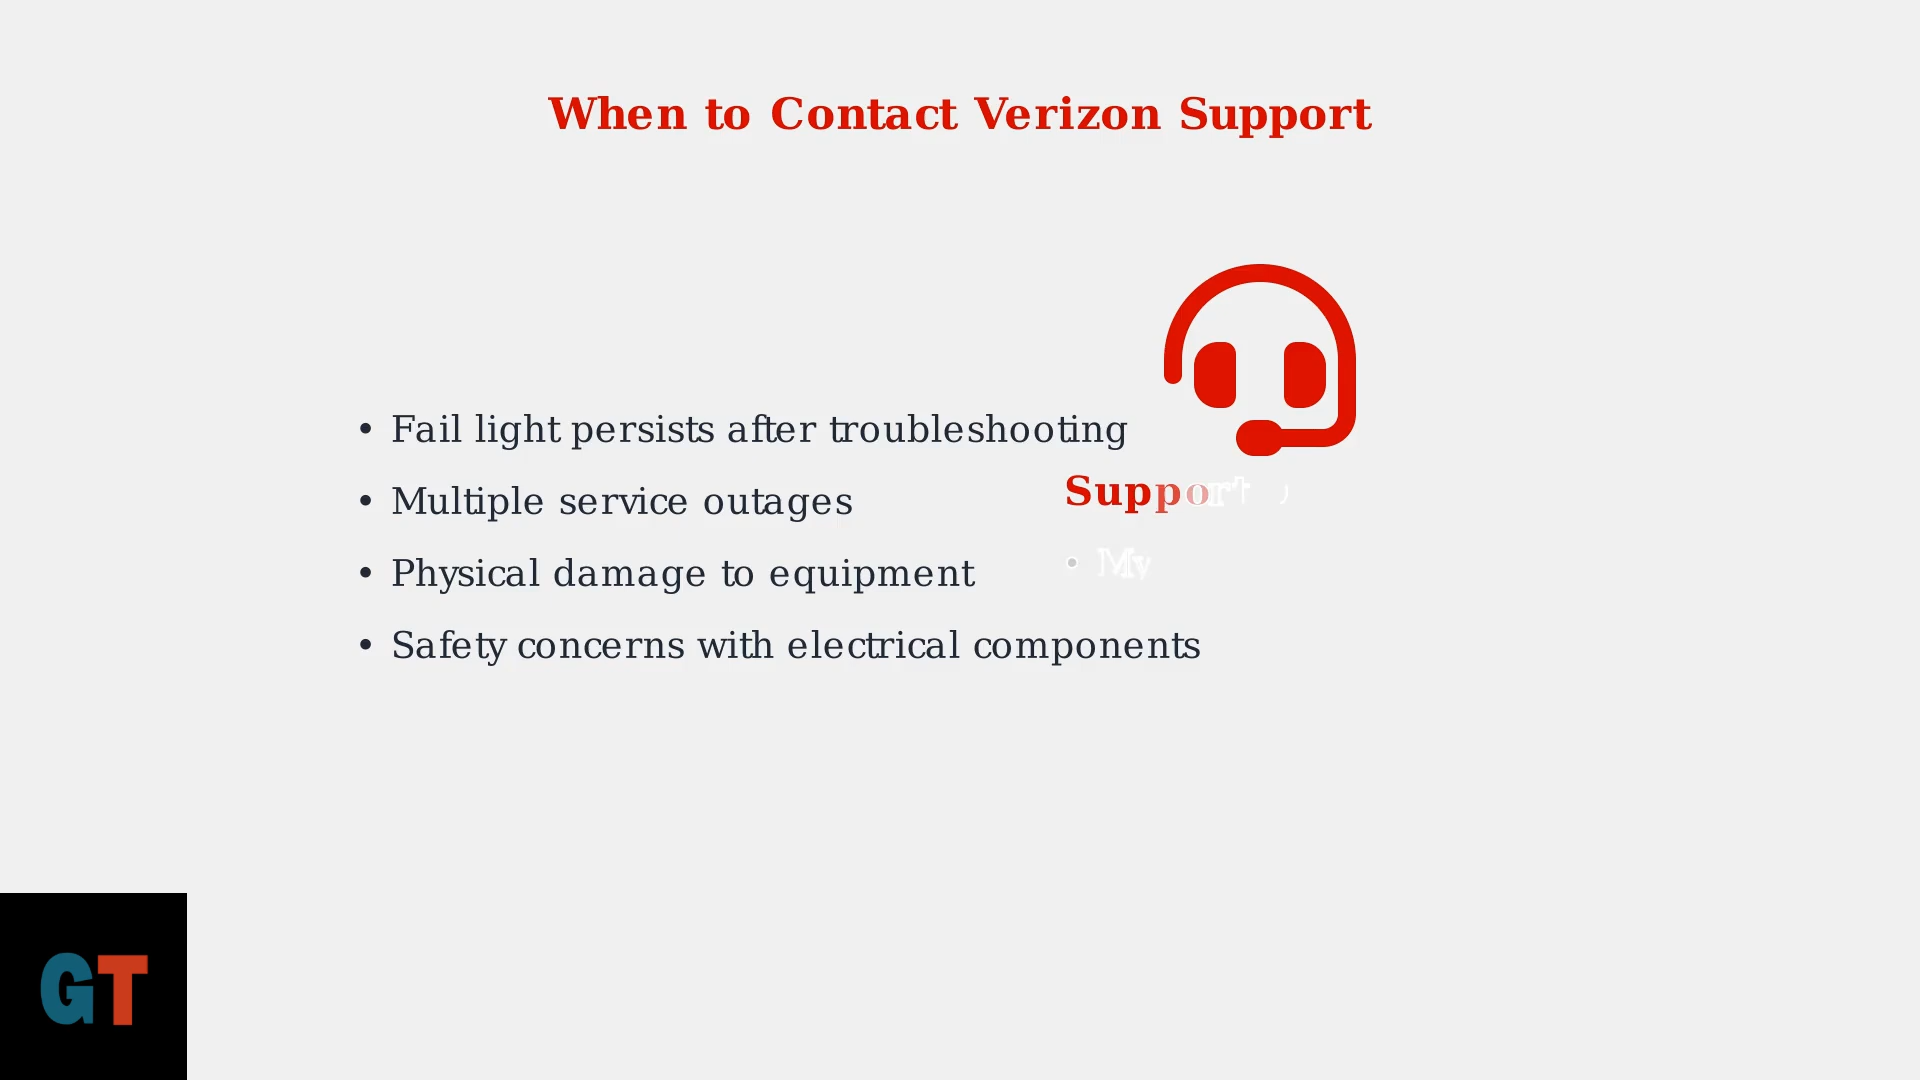 When to Contact Verizon Support
• Fail light persists after troubleshooting
• Multiple service outages
• Physical damage to equipment
• Safety concerns with electrical components
Support
• My
GT